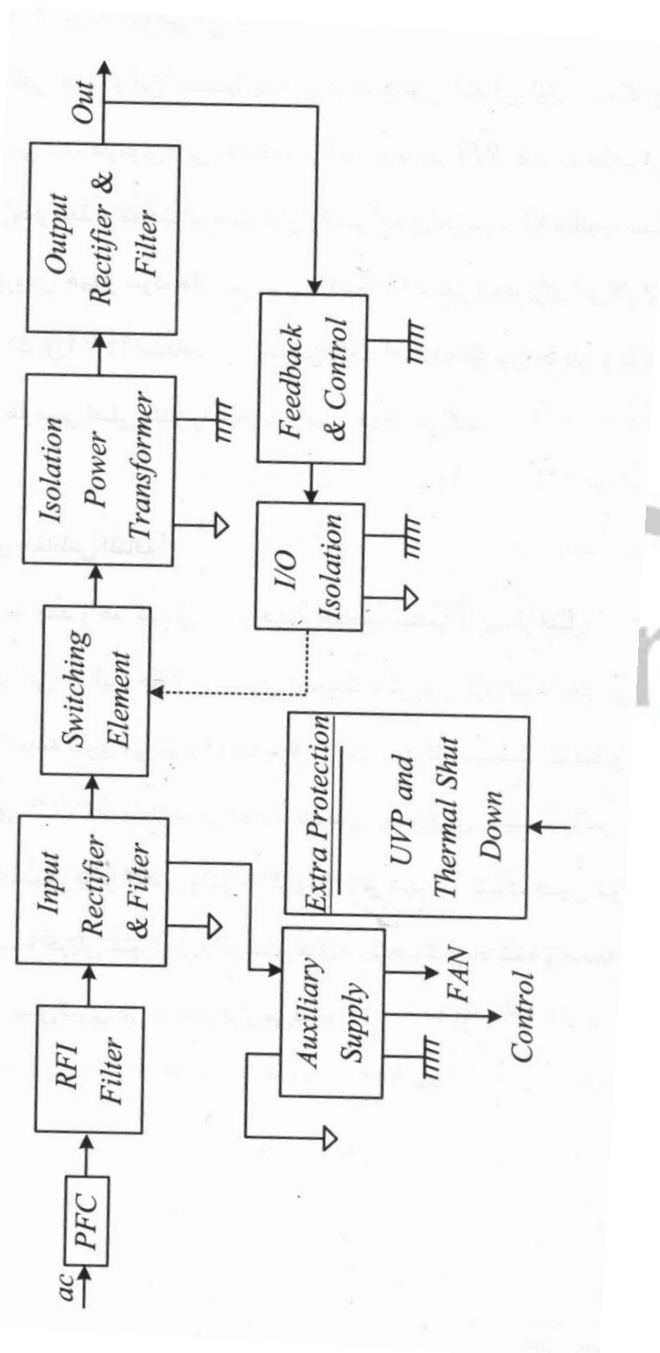 ac
PFC
RFI
Filter
Input
Rectifier
& Filter
Switching
Element
Isolation
Power
Transformer
Output
Rectifier &
Filter
Out
Feedback
& Control
I/O
Isolation
Auxiliary
Supply
FAN
Control
Extra Protection
UVP and
Thermal Shut
Down